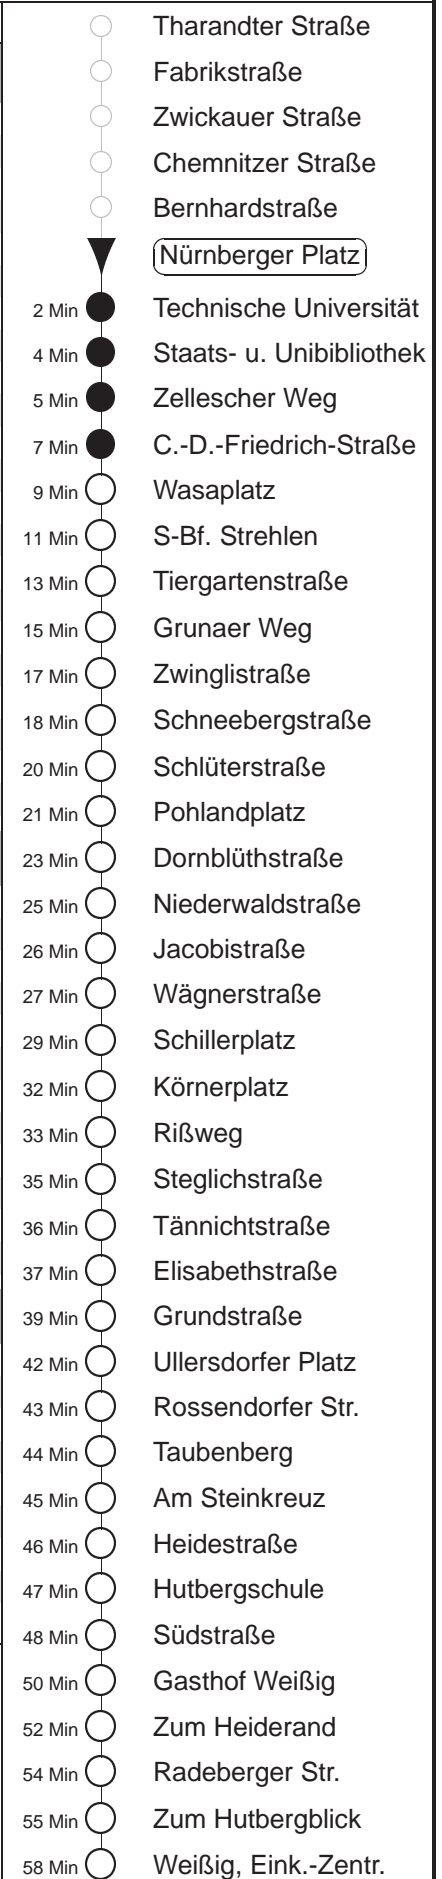 Tharandter Straße
Fabrikstraße
Zwickauer Straße
Chemnitzer Straße
Bernhardstraße
Nürnberger Platz
2 Min Technische Universität
4 Min Staats- u. Unibibliothek
5 Min Zellescher Weg
7 Min C.-D.-Friedrich-Straße
9 Min Wasaplatz
11 Min S-Bf. Strehlen
13 Min Tiergartenstraße
15 Min Grunaer Weg
17 Min Zwinglistraße
18 Min Schneebergstraße
20 Min Schlüterstraße
21 Min Pohlandplatz
23 Min Dornblüthstraße
25 Min Niederwaldstraße
26 Min Jacobistraße
27 Min Wägnerstraße
29 Min Schillerplatz
32 Min Körnerplatz
33 Min Rißweg
35 Min Steglichstraße
36 Min Tännichtstraße
37 Min Elisabethstraße
39 Min Grundstraße
42 Min Ullersdorfer Platz
43 Min Rossendorfer Str.
44 Min Taubenberg
45 Min Am Steinkreuz
46 Min Heidestraße
47 Min Hutbergschule
48 Min Südstraße
50 Min Gasthof Weißig
52 Min Zum Heiderand
54 Min Radeberger Str.
55 Min Zum Hutbergblick
58 Min Weißig, Eink.-Zentr.